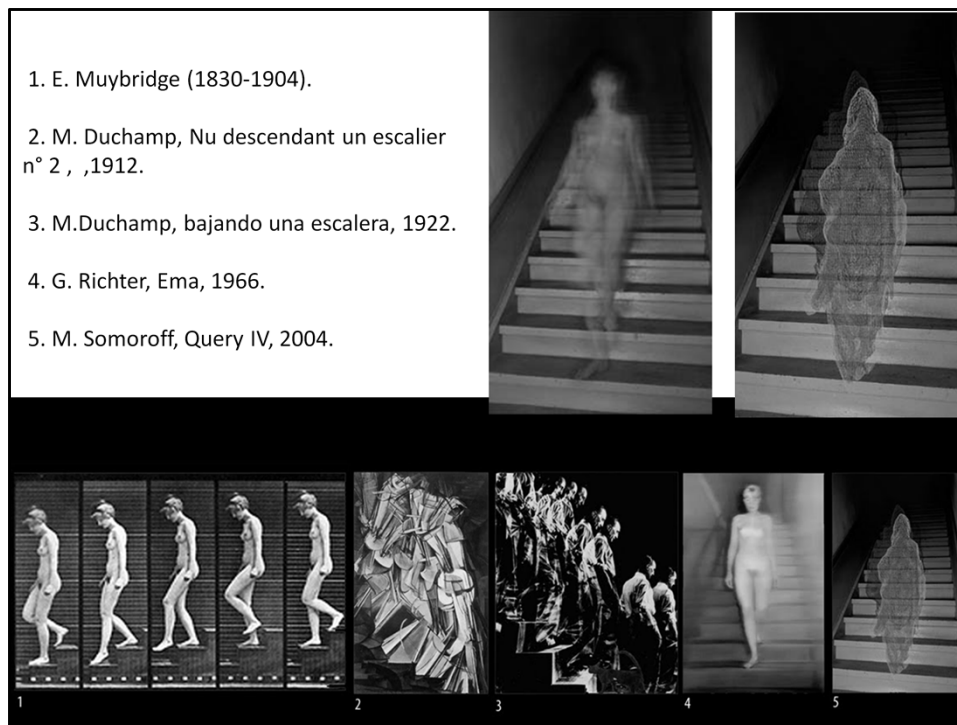 1. E. Muybridge (1830-1904).
2. M. Duchamp, Nu descendant un escalier
n° 2 , ,1912.
3. M.Duchamp, bajando una escalera, 1922.
4. G. Richter, Ema, 1966.
5. M. Somoroff, Query IV, 2004.
1
2
3
4
5